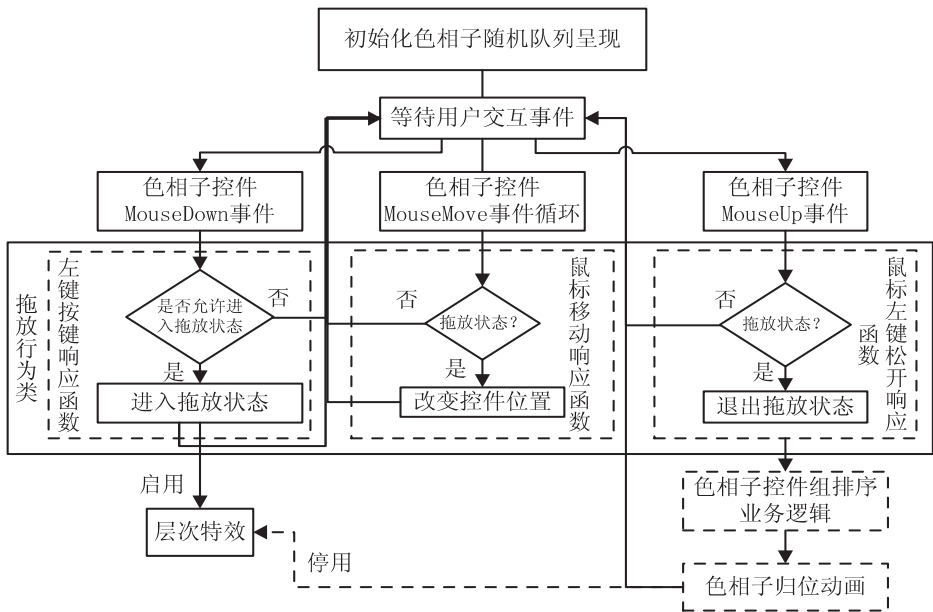 初始化色相子随机队列呈现
等待用户交互事件
色相子控件
MouseDown事件
色相子控件
MouseMove事件循环
色相子控件
MouseUp事件
拖放行为类
左键按键响应函数
是否允许进
入拖放状态
否
是
进入拖放状态
鼠标移动响应函数
否
拖放状态？
是
改变控件位置
鼠标左键松开响应
函数
否
拖放状态？
是
退出拖放状态
启用
层次特效
停用
色相子控件组排序
业务逻辑
色相子归位动画